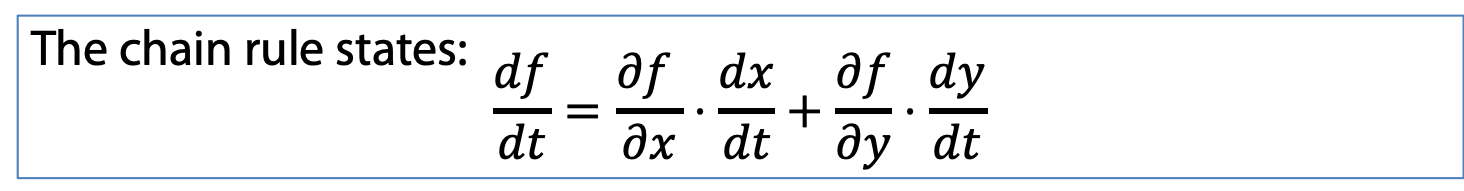 The chain rule states: df/dt = ∂f/∂x · dx/dt + ∂f/∂y · dy/dt